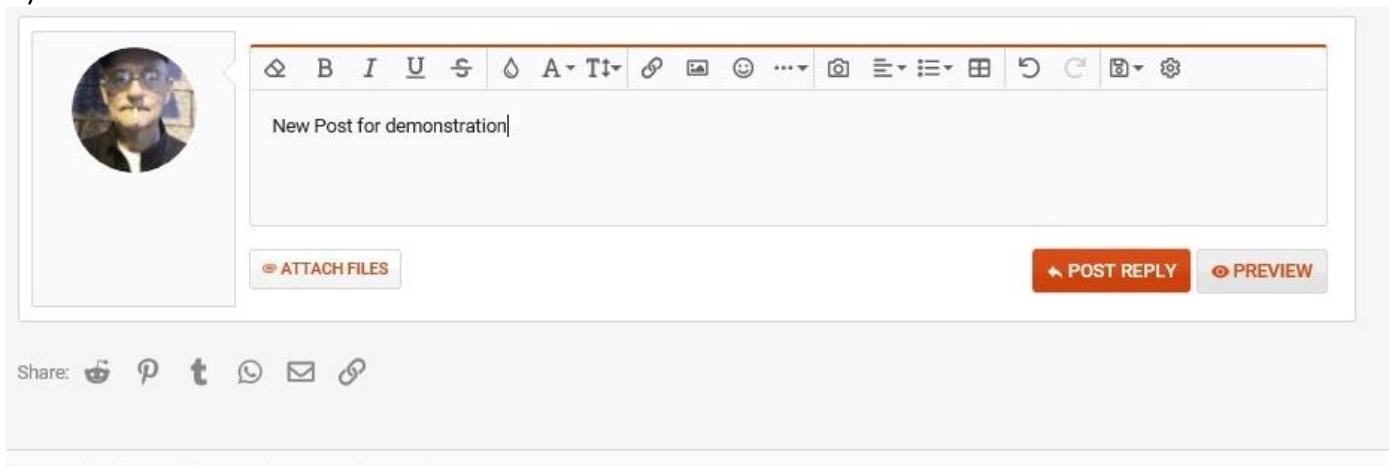 New Post for demonstration
ATTACH FILES
POST REPLY
PREVIEW
Share: